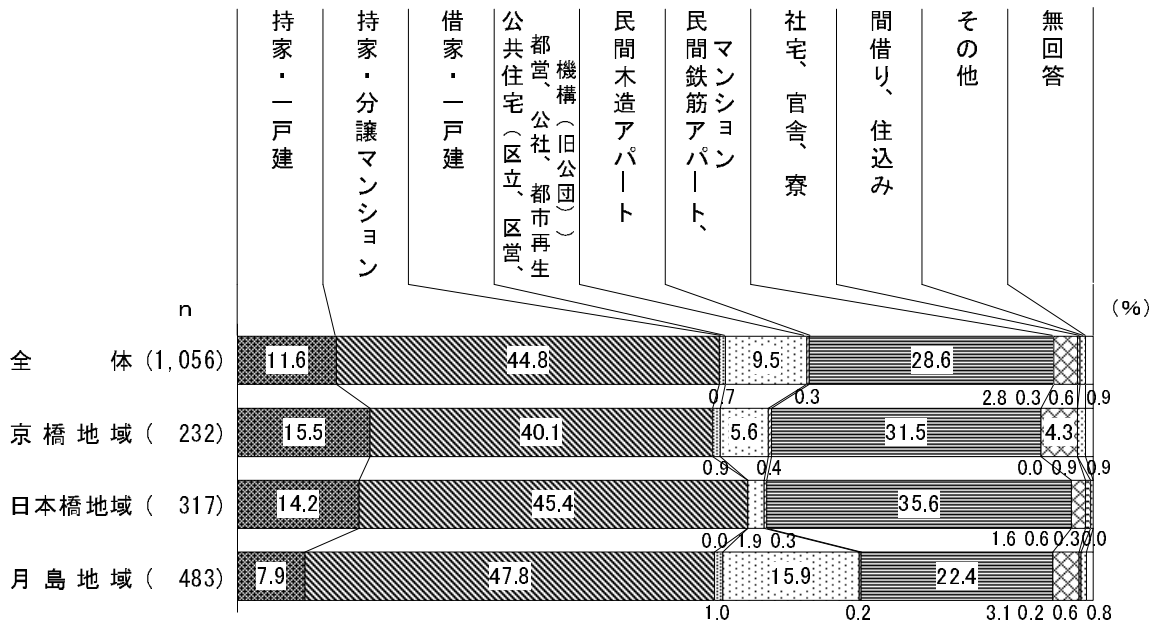 持家・一戸建
持家・分譲マンション
借家・一戸建
公共住宅（区立、区営、
都営、公社、都市再生
機構（旧公団））
民間木造アパート
民間鉄筋アパート、
マンション
社宅、官舎、寮
間借り、住込み
その他
無回答
n
(%)
全体 (1,056) 11.6 44.8 9.5 28.6
0.7 0.3 2.8 0.3 0.6 0.9
京橋地域 ( 232) 15.5 40.1 5.6 31.5 4.3
0.9 0.4 0.0 0.9 0.9
日本橋地域 ( 317) 14.2 45.4 35.6
0.0 1.9 0.3 1.6 0.6 0.3 0.0
月島地域 ( 483) 7.9 47.8 15.9 22.4
1.0 0.2 3.1 0.2 0.6 0.8